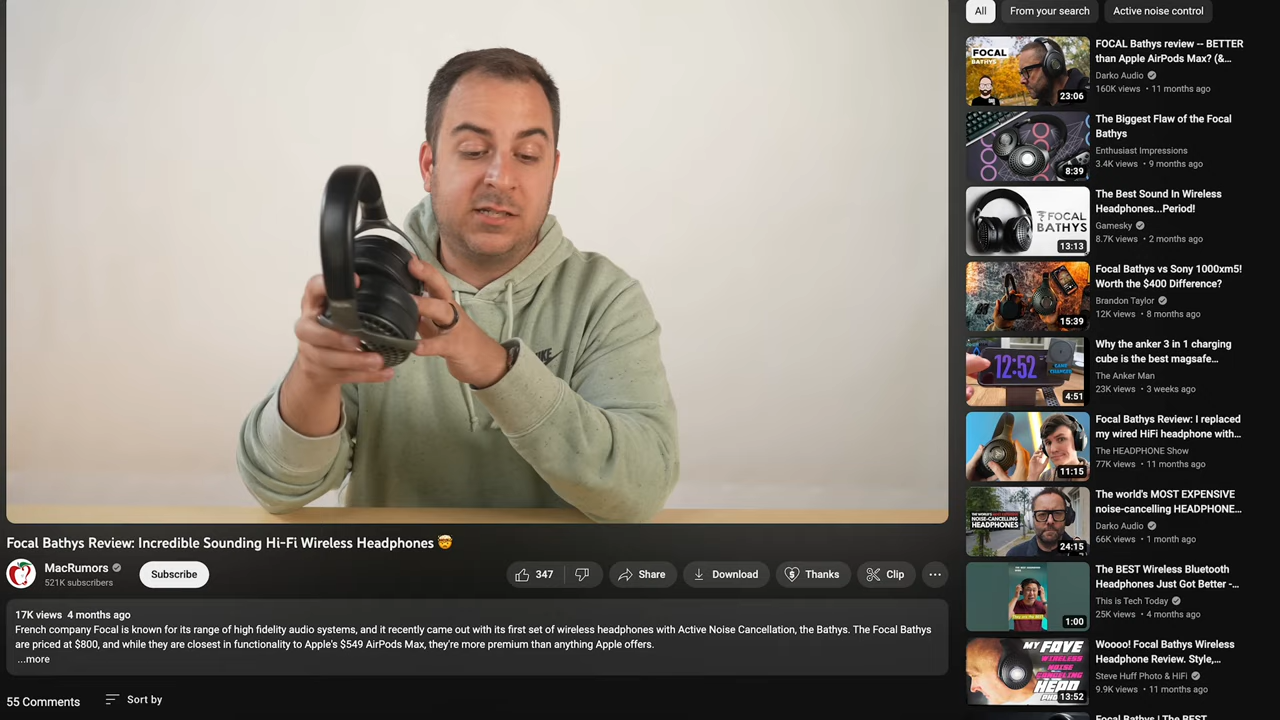 All
From your search
Active noise control
FOCAL
BATHYS
23:06
FOCAL Bathys review -- BETTER
than Apple AirPods Max? (&...
Darko Audio
160K views • 11 months ago
8:39
The Biggest Flaw of the Focal
Bathys
Enthusiast Impressions
3.4K views • 9 months ago
FOCAL
BATHYS
13:13
The Best Sound In Wireless
Headphones...Period!
Gamesky
8.7K views • 2 months ago
15:39
Focal Bathys vs Sony 1000xm5!
Worth the $400 Difference?
Brandon Taylor
12K views • 8 months ago
12:52
4:51
Why the anker 3 in 1 charging
cube is the best magsafe...
The Anker Man
23K views • 3 weeks ago
11:15
Focal Bathys Review: I replaced
my wired HiFi headphone with...
The HEADPHONE Show
77K views • 11 months ago
NOISE-CANCELLING
HEADPHONES
24:15
The world's MOST EXPENSIVE
noise-cancelling HEADPHONE...
Darko Audio
66K views • 1 month ago
1:00
The BEST Wireless Bluetooth
Headphones Just Got Better -...
This is Tech Today
25K views • 4 months ago
MY FAVE
WIRELESS
NOISE
CANCELING
HEAD
13:52
Woooo! Focal Bathys Wireless
Headphone Review. Style,...
Steve Huff Photo & HiFi
9.9K views • 11 months ago
Focal Bathys | The BEST
Focal Bathys Review: Incredible Sounding Hi-Fi Wireless Headphones 🤯
MacRumors
521K subscribers
Subscribe
347
Share
Download
Thanks
Clip
17K views 4 months ago
French company Focal is known for its range of high fidelity audio systems, and recently came out with its first set of wireless headphones with Active Noise Cancellation, the Bathys. The Focal Bathys
are priced at $800, and while they are closest in functionality to Apple's $549 AirPods Max, they're more premium than anything Apple offers.
...more
55 Comments
Sort by